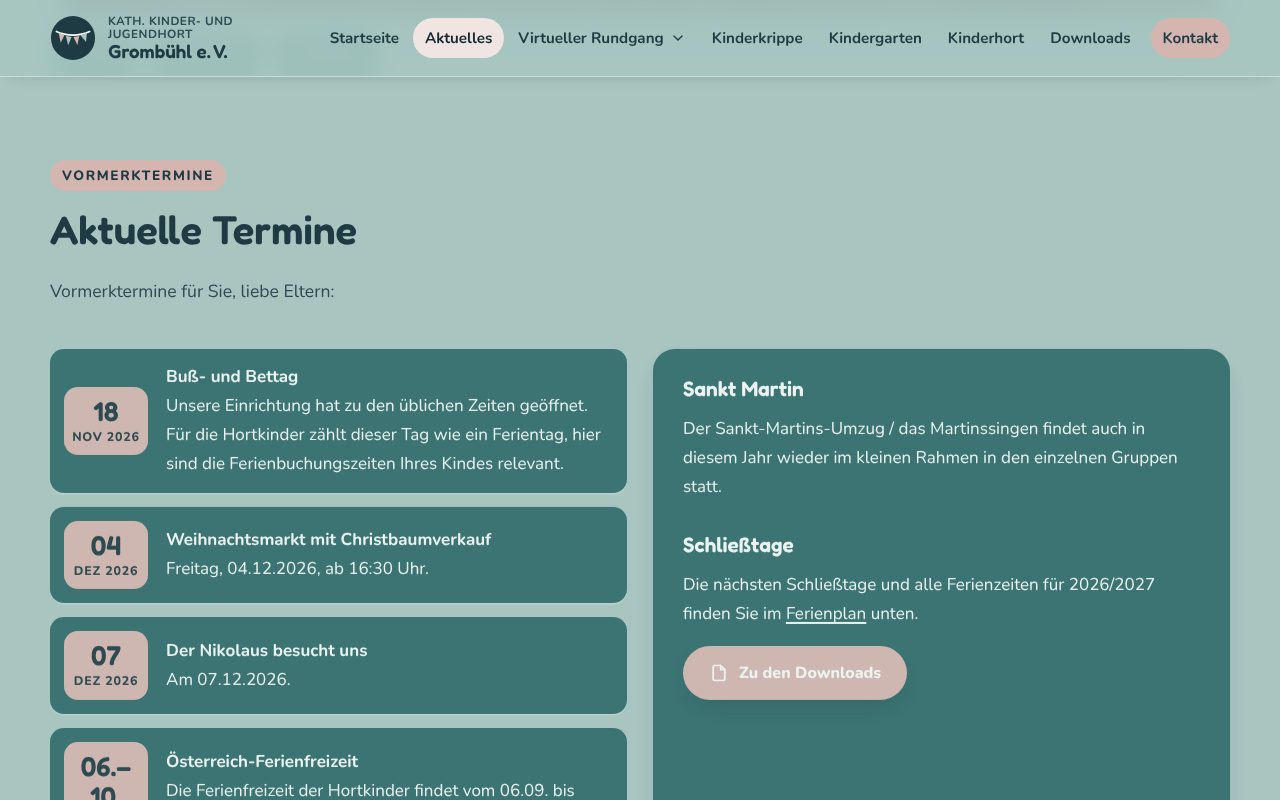 KATH. KINDER- UND
JUGENDHORT
Grombühl e. V.
Startseite
Aktuelles
Virtueller Rundgang
Kinderkrippe
Kindergarten
Kinderhort
Downloads
Kontakt
VORMERKTERMINE
Aktuelle Termine
Vormerktermine für Sie, liebe Eltern:
18
NOV 2026
Buß- und Bettag
Unsere Einrichtung hat zu den üblichen Zeiten geöffnet.
Für die Hortkinder zählt dieser Tag wie ein Ferientag, hier
sind die Ferienbuchungszeiten Ihres Kindes relevant.
04
DEZ 2026
Weihnachtsmarkt mit Christbaumverkauf
Freitag, 04.12.2026, ab 16:30 Uhr.
07
DEZ 2026
Der Nikolaus besucht uns
Am 07.12.2026.
06.–
10.
Österreich-Ferienfreizeit
Die Ferienfreizeit der Hortkinder findet vom 06.09. bis
Sankt Martin
Der Sankt-Martins-Umzug / das Martinssingen findet auch in
diesem Jahr wieder im kleinen Rahmen in den einzelnen Gruppen
statt.
Schließtage
Die nächsten Schließtage und alle Ferienzeiten für 2026/2027
finden Sie im Ferienplan unten.
Zu den Downloads